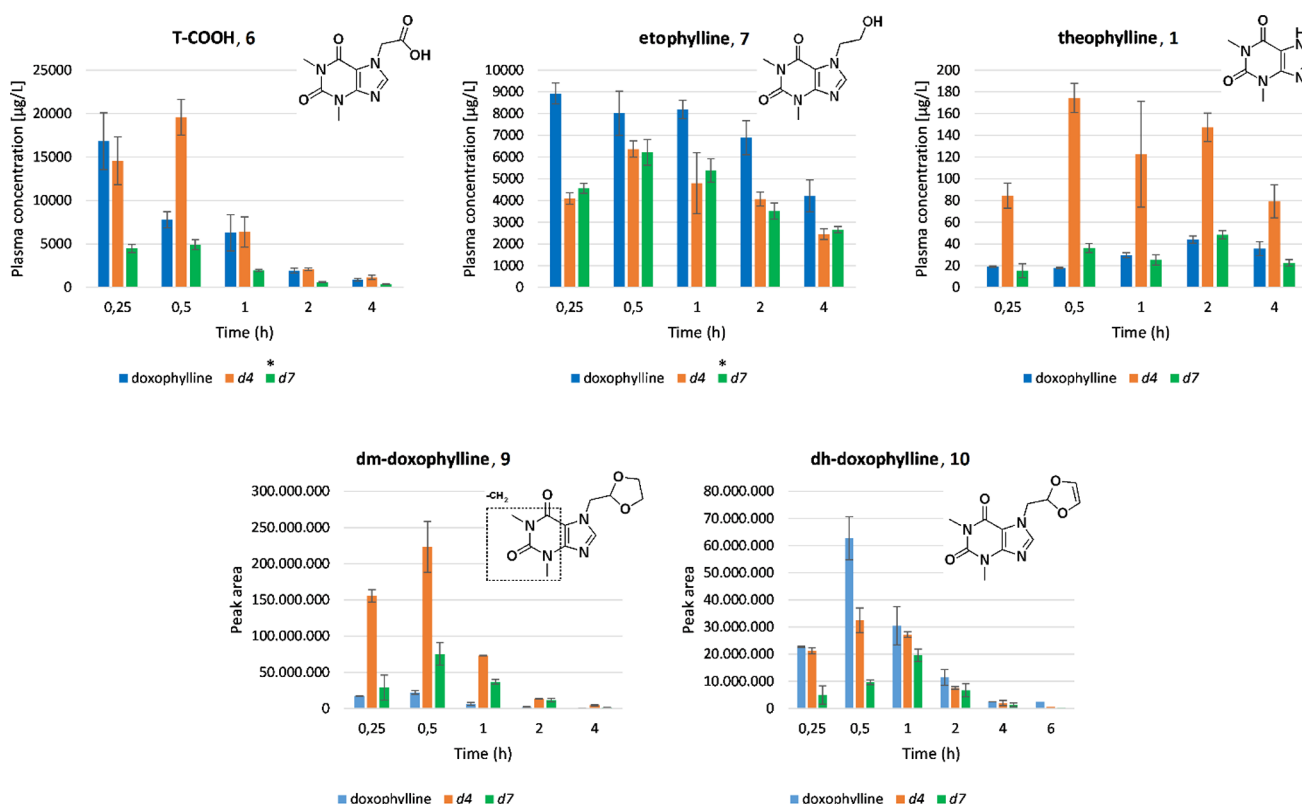 T-COOH, 6
O
OH
O
N
N
O
N
N
Plasma concentration [µg/L]
25000
20000
15000
10000
5000
0
0,25 0,5 1 2 4
Time (h)
*
doxophylline d4 d7
etophylline, 7
OH
O
N
N
O
N
N
Plasma concentration [µg/L]
10000
9000
8000
7000
6000
5000
4000
3000
2000
1000
0
0,25 0,5 1 2 4
Time (h)
*
doxophylline d4 d7
theophylline, 1
H
O
N
O
N
Plasma concentration [µg/L]
200
180
160
140
120
100
80
60
40
20
0
0,25 0,5 1 2 4
Time (h)
doxophylline d4 d7
dm-doxophylline, 9
-CH2
O
O
O
N
N
O
N
N
Peak area
300.000.000
250.000.000
200.000.000
150.000.000
100.000.000
50.000.000
0
0,25 0,5 1 2 4
Time (h)
doxophylline d4 d7
dh-doxophylline, 10
O
O
O
N
N
O
N
N
Peak area
80.000.000
70.000.000
60.000.000
50.000.000
40.000.000
30.000.000
20.000.000
10.000.000
0
0,25 0,5 1 2 4 6
Time (h)
doxophylline d4 d7